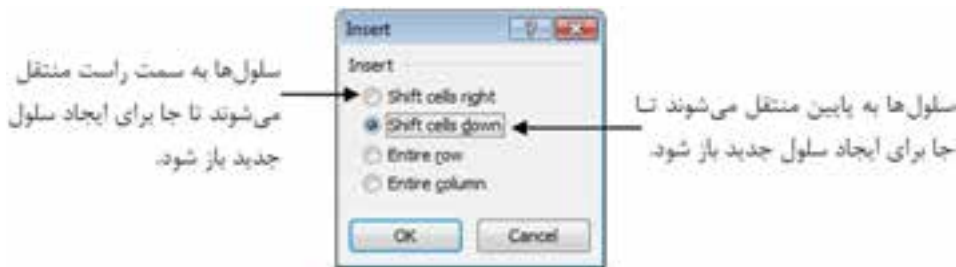 Insert
Insert
Shift cells right
Shift cells down
Entire row
Entire column
OK
Cancel
سلول‌ها به سمت راست منتقل
می‌شوند تا جا برای ایجاد سلول
جدید باز شود.
سلول‌ها به پایین منتقل می‌شوند تا
جا برای ایجاد سلول جدید باز شود.